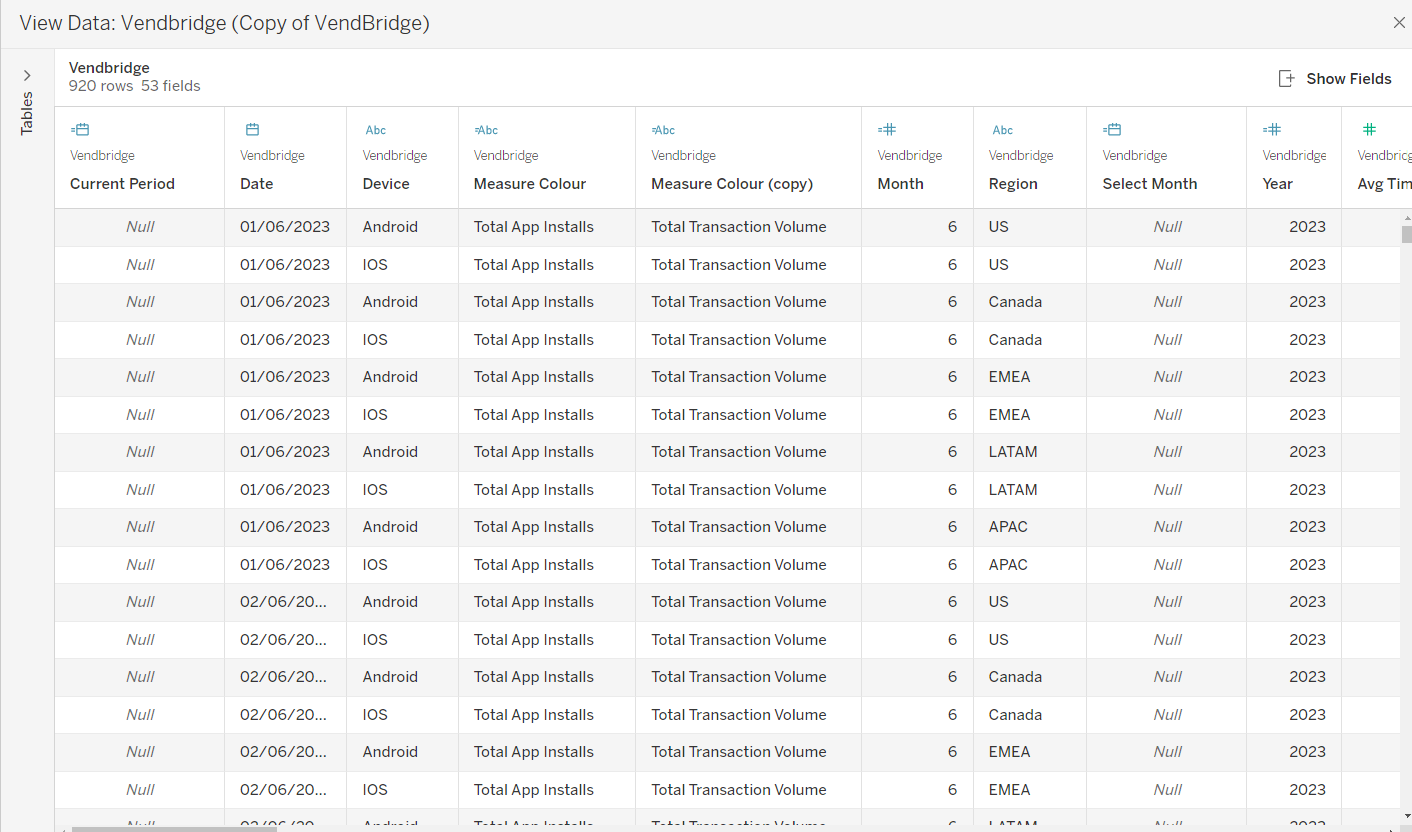 View Data: Vendbridge (Copy of VendBridge)
Tables
Vendbridge
920 rows 53 fields
Show Fields
Abc =Abc =Abc Abc
Vendbridge Vendbridge Vendbridge Vendbridge Vendbridge Vendbridge Vendbridge Vendbridge Vendbridge Vendbridg
Current Period Date Device Measure Colour Measure Colour (copy) Month Region Select Month Year Avg Tim
Null 01/06/2023 Android Total App Installs Total Transaction Volume 6 US Null 2023
Null 01/06/2023 IOS Total App Installs Total Transaction Volume 6 US Null 2023
Null 01/06/2023 Android Total App Installs Total Transaction Volume 6 Canada Null 2023
Null 01/06/2023 IOS Total App Installs Total Transaction Volume 6 Canada Null 2023
Null 01/06/2023 Android Total App Installs Total Transaction Volume 6 EMEA Null 2023
Null 01/06/2023 IOS Total App Installs Total Transaction Volume 6 EMEA Null 2023
Null 01/06/2023 Android Total App Installs Total Transaction Volume 6 LATAM Null 2023
Null 01/06/2023 IOS Total App Installs Total Transaction Volume 6 LATAM Null 2023
Null 01/06/2023 Android Total App Installs Total Transaction Volume 6 APAC Null 2023
Null 01/06/2023 IOS Total App Installs Total Transaction Volume 6 APAC Null 2023
Null 02/06/20... Android Total App Installs Total Transaction Volume 6 US Null 2023
Null 02/06/20... IOS Total App Installs Total Transaction Volume 6 US Null 2023
Null 02/06/20... Android Total App Installs Total Transaction Volume 6 Canada Null 2023
Null 02/06/20... IOS Total App Installs Total Transaction Volume 6 Canada Null 2023
Null 02/06/20... Android Total App Installs Total Transaction Volume 6 EMEA Null 2023
Null 02/06/20... IOS Total App Installs Total Transaction Volume 6 EMEA Null 2023